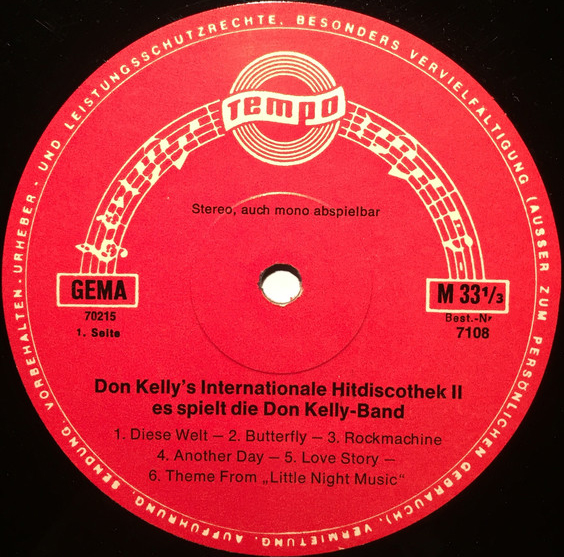 URHEBER- UND LEISTUNGSSCHUTZRECHTE, BESONDERS VERVIELFÄLTIGUNG (AUSSER ZUM PERSÖNLICHEN GEBRAUCH), VERMIETUNG, AUFFÜHRUNG, SENDUNG, VORBEHALTEN.
Tempo
Stereo, auch mono abspielbar
GEMA
70215
1. Seite
M 33 1/3
Best.-Nr
7108
Don Kelly's Internationale Hitdiscothek II
es spielt die Don Kelly-Band
1. Diese Welt – 2. Butterfly – 3. Rockmachine
4. Another Day – 5. Love Story –
6. Theme From „Little Night Music“